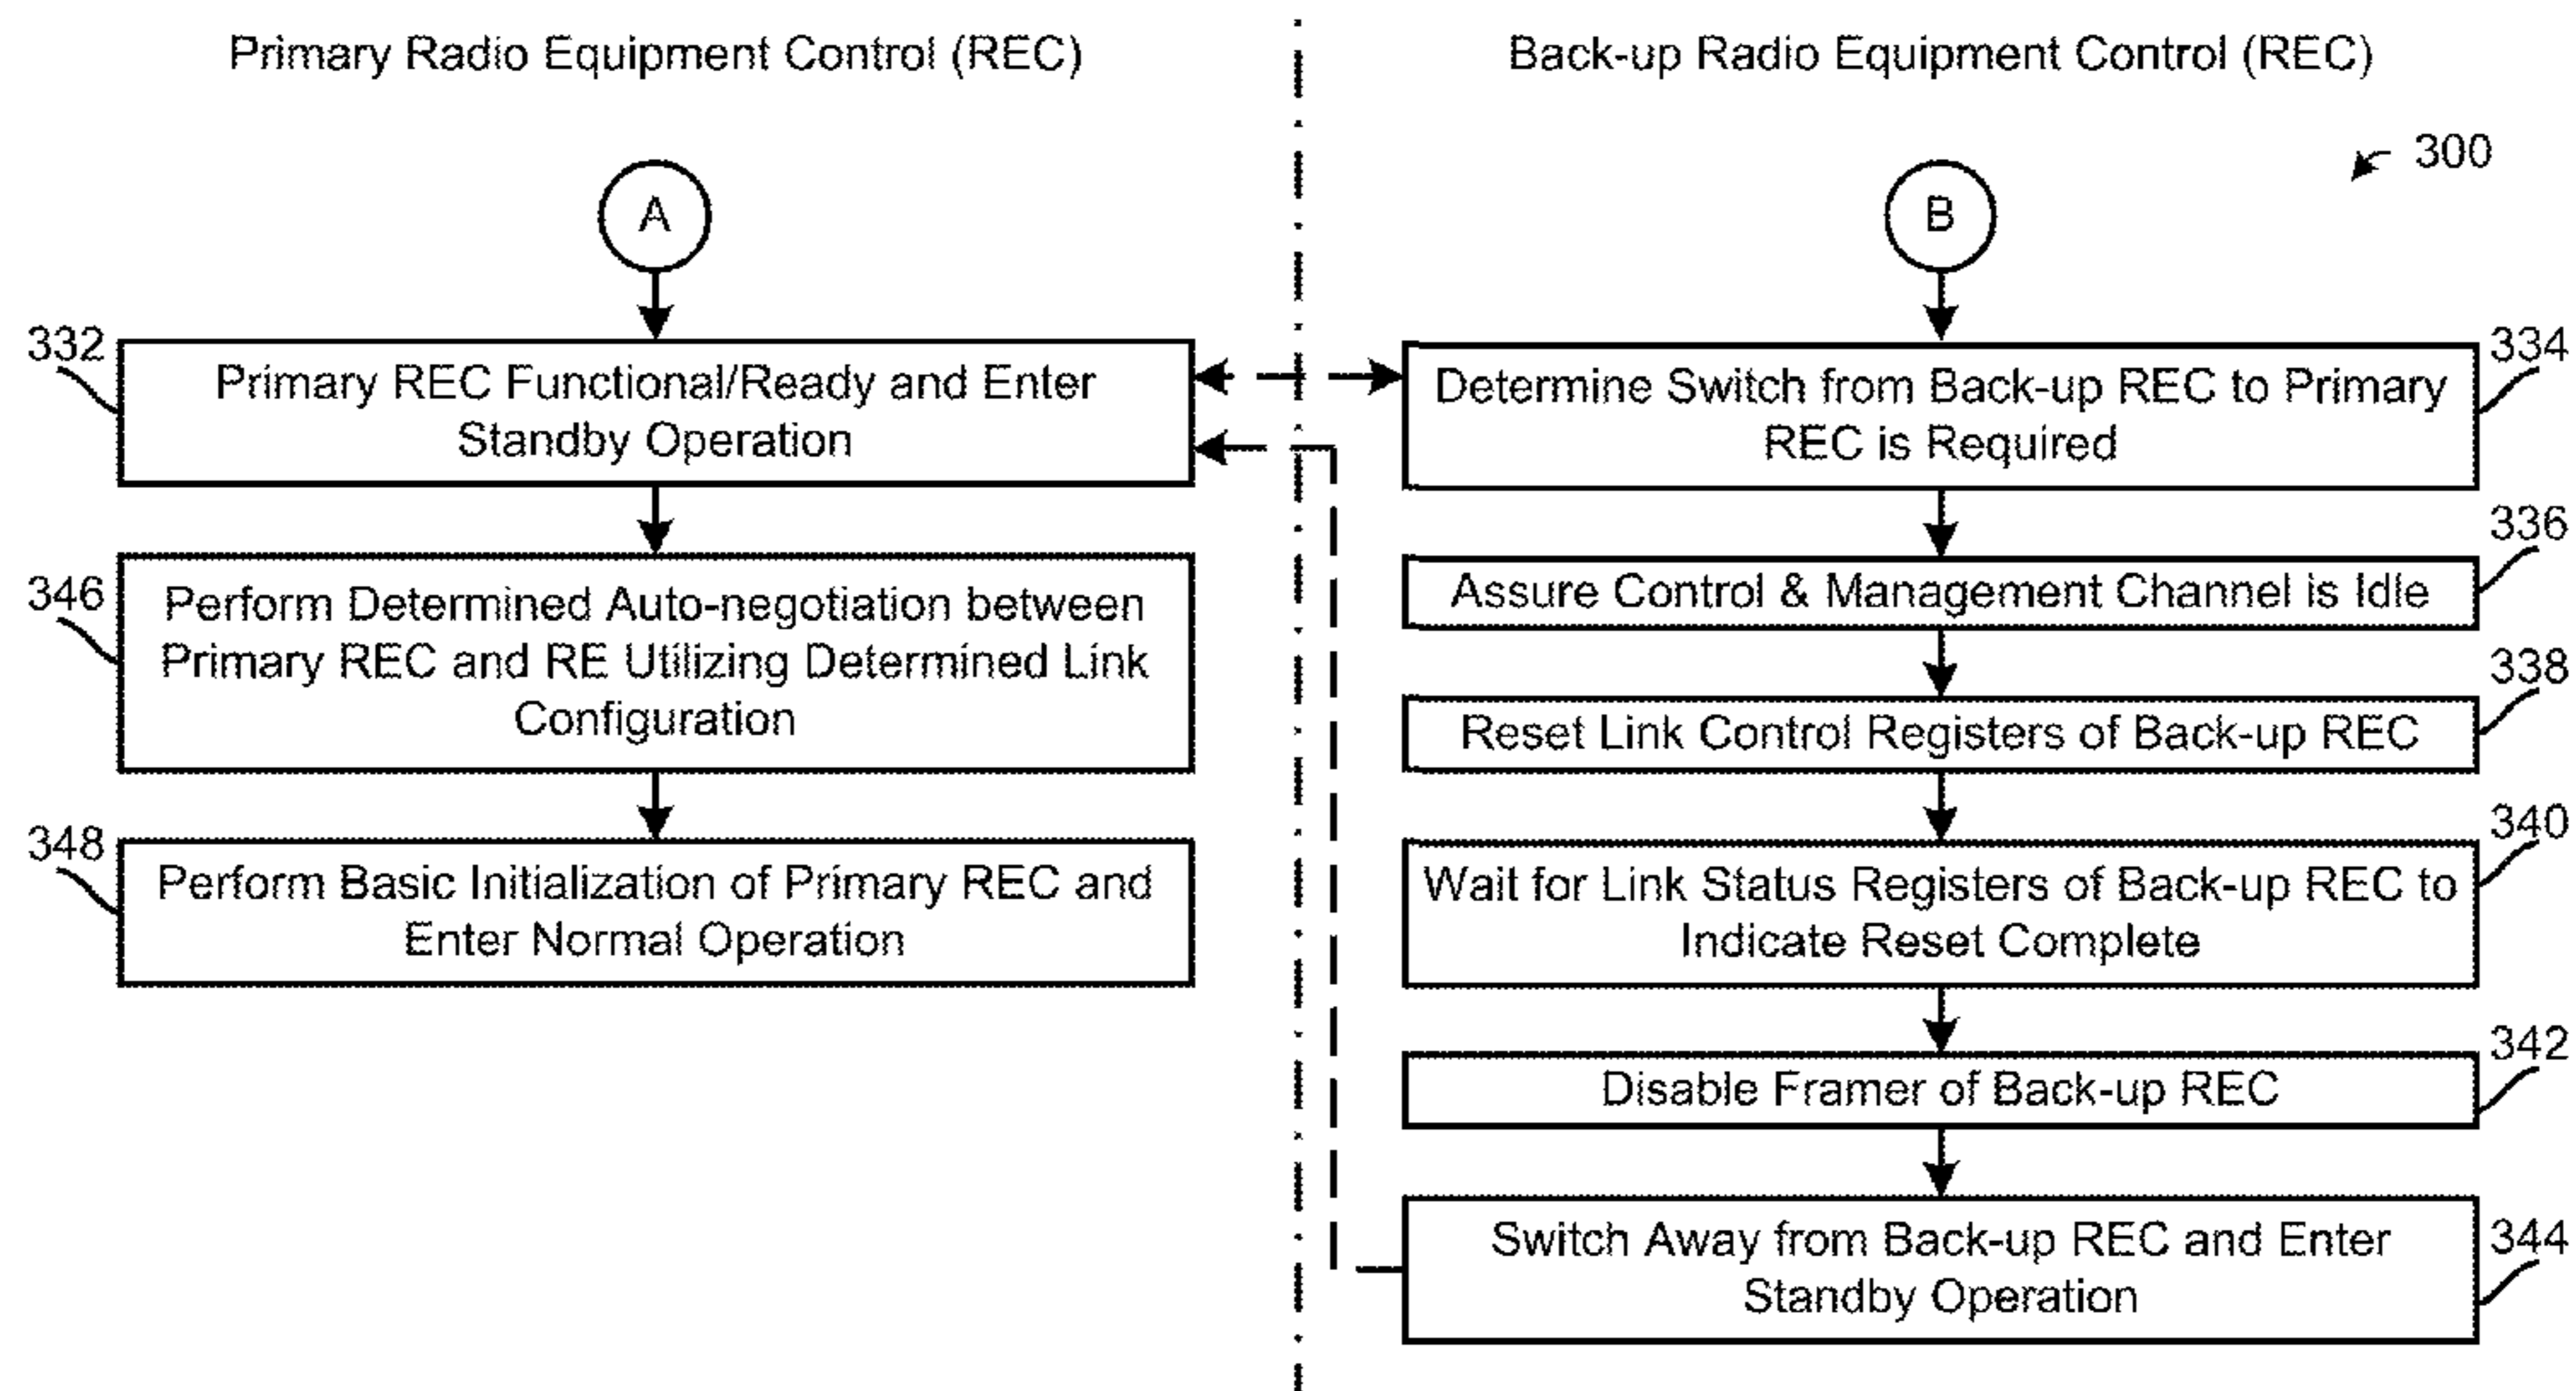 Primary Radio Equipment Control (REC)
Back-up Radio Equipment Control (REC)
300
A
B
332
Primary REC Functional/Ready and Enter
Standby Operation
334
Determine Switch from Back-up REC to Primary
REC is Required
336
Assure Control & Management Channel is Idle
346
Perform Determined Auto-negotiation between
Primary REC and RE Utilizing Determined Link
Configuration
338
Reset Link Control Registers of Back-up REC
348
Perform Basic Initialization of Primary REC and
Enter Normal Operation
340
Wait for Link Status Registers of Back-up REC to
Indicate Reset Complete
342
Disable Framer of Back-up REC
344
Switch Away from Back-up REC and Enter
Standby Operation